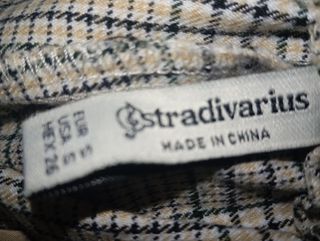 stradivarius
MADE IN CHINA
EUR S
USA S
MEX 26